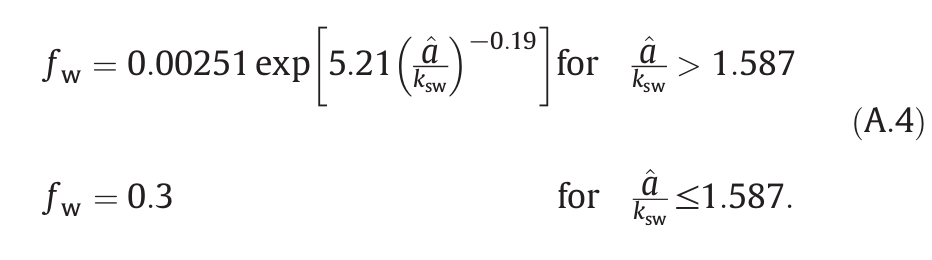 f_w = 0.00251 exp[5.21(â/k_sw)^−0.19] for â/k_sw > 1.587
(A.4)
f_w = 0.3 for â/k_sw ≤1.587.